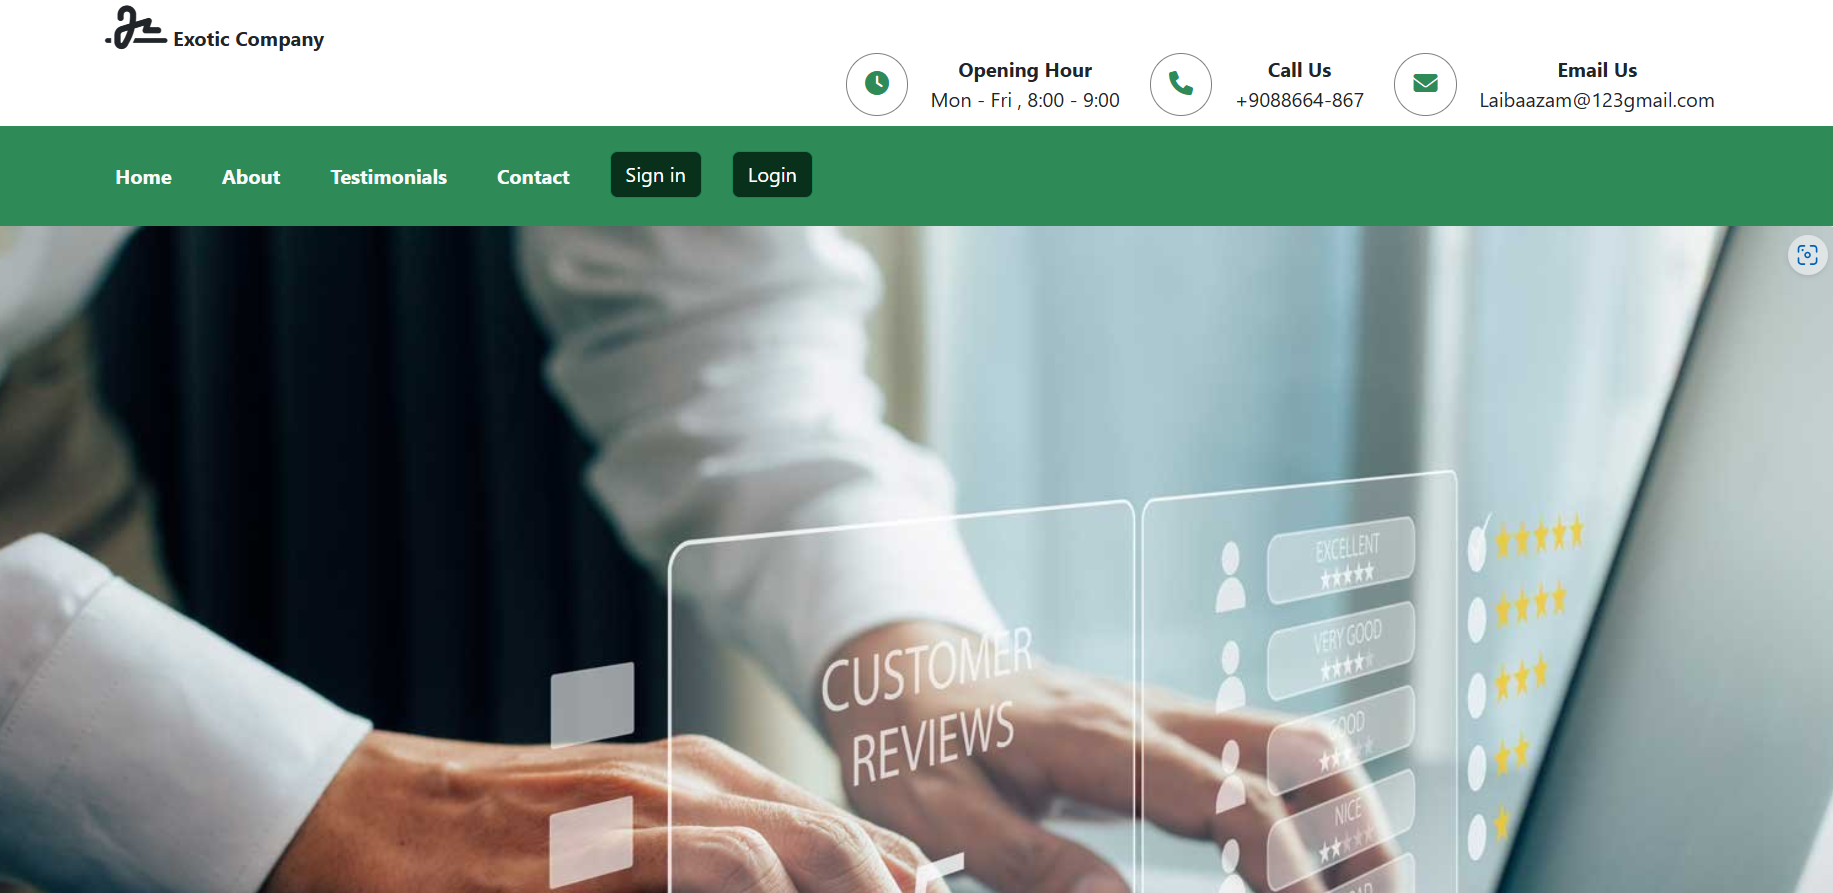 Exotic Company
Opening Hour
Mon - Fri , 8:00 - 9:00
Call Us
+9088664-867
Email Us
Laibaazam@123gmail.com
Home About Testimonials Contact Sign in Login
CUSTOMER
REVIEWS
EXCELLENT
VERY GOOD
GOOD
NICE